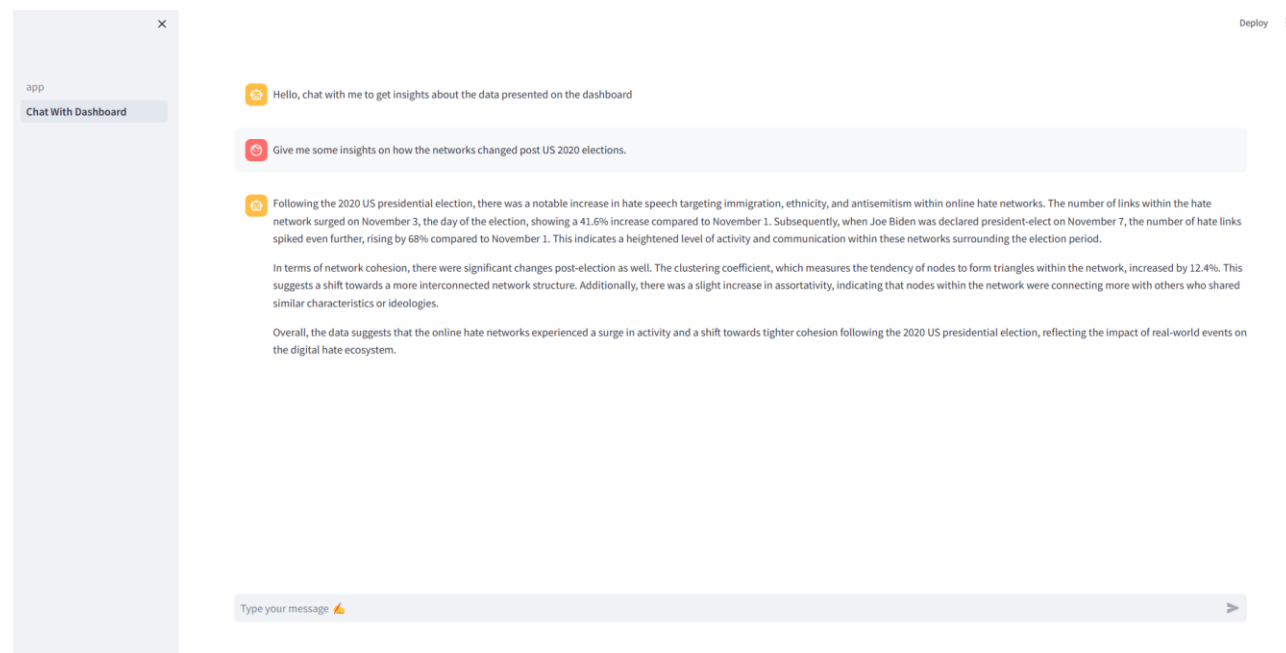 ×
Deploy
app
Chat With Dashboard
Hello, chat with me to get insights about the data presented on the dashboard
Give me some insights on how the networks changed post US 2020 elections.
Following the 2020 US presidential election, there was a notable increase in hate speech targeting immigration, ethnicity, and antisemitism within online hate networks. The number of links within the hate
network surged on November 3, the day of the election, showing a 41.6% increase compared to November 1. Subsequently, when Joe Biden was declared president-elect on November 7, the number of hate links
spiked even further, rising by 68% compared to November 1. This indicates a heightened level of activity and communication within these networks surrounding the election period.
In terms of network cohesion, there were significant changes post-election as well. The clustering coefficient, which measures the tendency of nodes to form triangles within the network, increased by 12.4%. This
suggests a shift towards a more interconnected network structure. Additionally, there was a slight increase in assortativity, indicating that nodes within the network were connecting more with others who shared
similar characteristics or ideologies.
Overall, the data suggests that the online hate networks experienced a surge in activity and a shift towards tighter cohesion following the 2020 US presidential election, reflecting the impact of real-world events on
the digital hate ecosystem.
Type your message ✍️